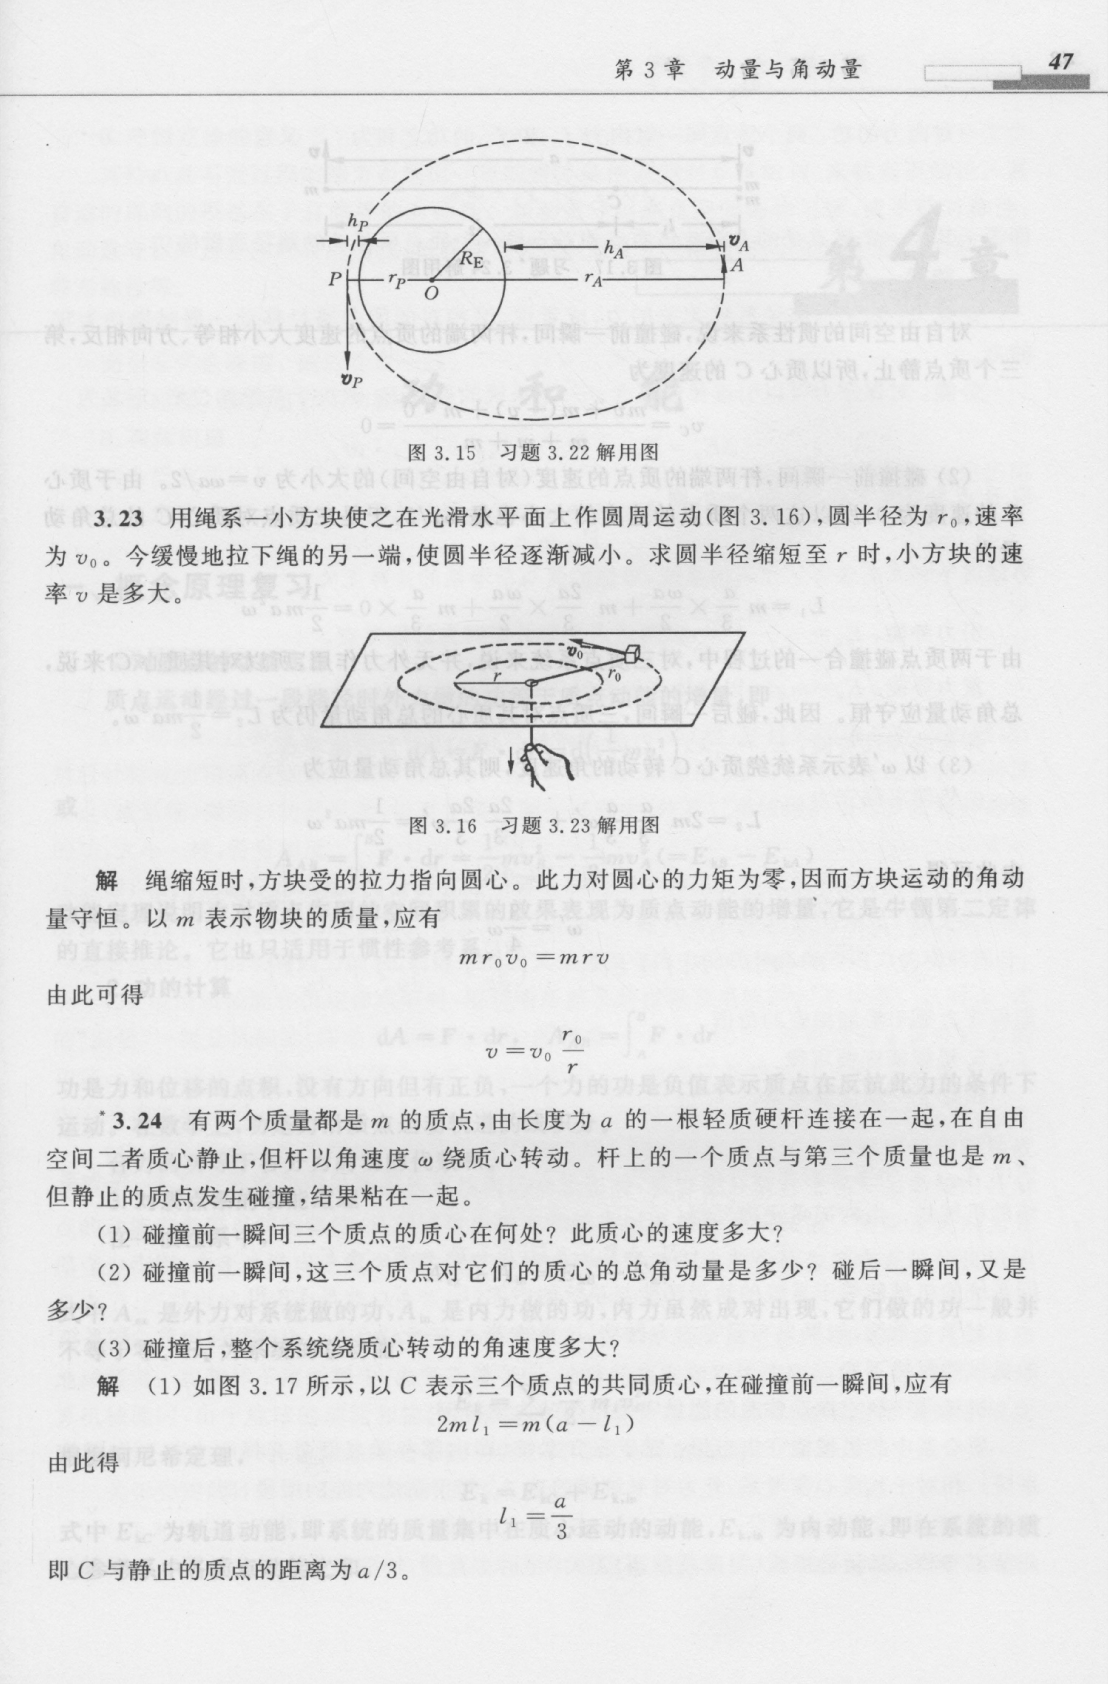 第 3 章 动量与角动量 47
h_P
R_E
h_A
v_A
P
r_P
O
r_A
A
v_P
图 3.15 习题 3.22 解用图
3.23 用绳系一小方块使之在光滑水平面上作圆周运动(图 3.16),圆半径为 r₀,速率
为 v₀。今缓慢地拉下绳的另一端,使圆半径逐渐减小。求圆半径缩短至 r 时,小方块的速
率 v 是多大。
v₀
r
r₀
图 3.16 习题 3.23 解用图
解 绳缩短时,方块受的拉力指向圆心。此力对圆心的力矩为零,因而方块运动的角动
量守恒。以 m 表示物块的质量,应有
mr₀v₀=mrv
由此可得
v=v₀ r₀/r
*3.24 有两个质量都是 m 的质点,由长度为 a 的一根轻质硬杆连接在一起,在自由
空间二者质心静止,但杆以角速度 ω 绕质心转动。杆上的一个质点与第三个质量也是 m、
但静止的质点发生碰撞,结果粘在一起。
(1) 碰撞前一瞬间三个质点的质心在何处? 此质心的速度多大?
(2) 碰撞前一瞬间,这三个质点对它们的质心的总角动量是多少? 碰后一瞬间,又是
多少?
(3) 碰撞后,整个系统绕质心转动的角速度多大?
解 (1) 如图 3.17 所示,以 C 表示三个质点的共同质心,在碰撞前一瞬间,应有
2ml₁=m(a−l₁)
由此得
l₁=a/3
即 C 与静止的质点的距离为 a/3。